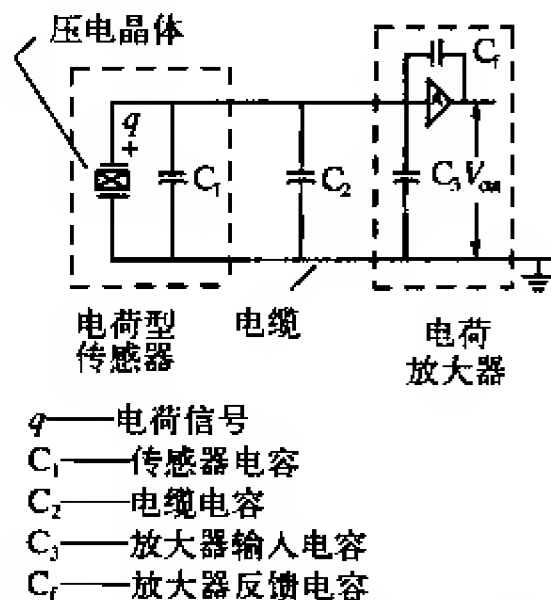 压电晶体
q
+
C₁
C₂
C₃
Cf
A
Vout
电荷型
传感器
电缆
电荷
放大器
q——电荷信号
C₁——传感器电容
C₂——电缆电容
C₃——放大器输入电容
Cf——放大器反馈电容